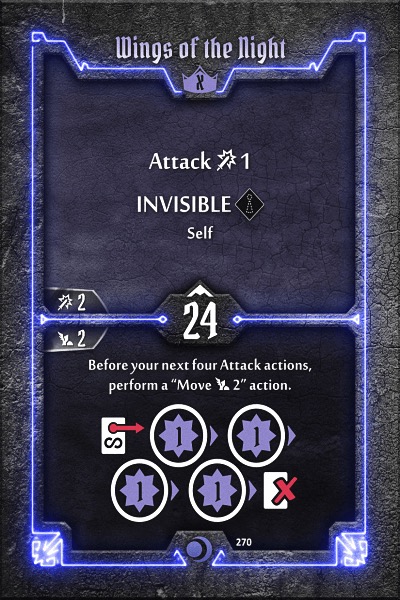 Wings of the Night
X
Attack 1
INVISIBLE
Self
2
24
2
Before your next four Attack actions,
perform a “Move 2” action.
S 1 1
1 1
270